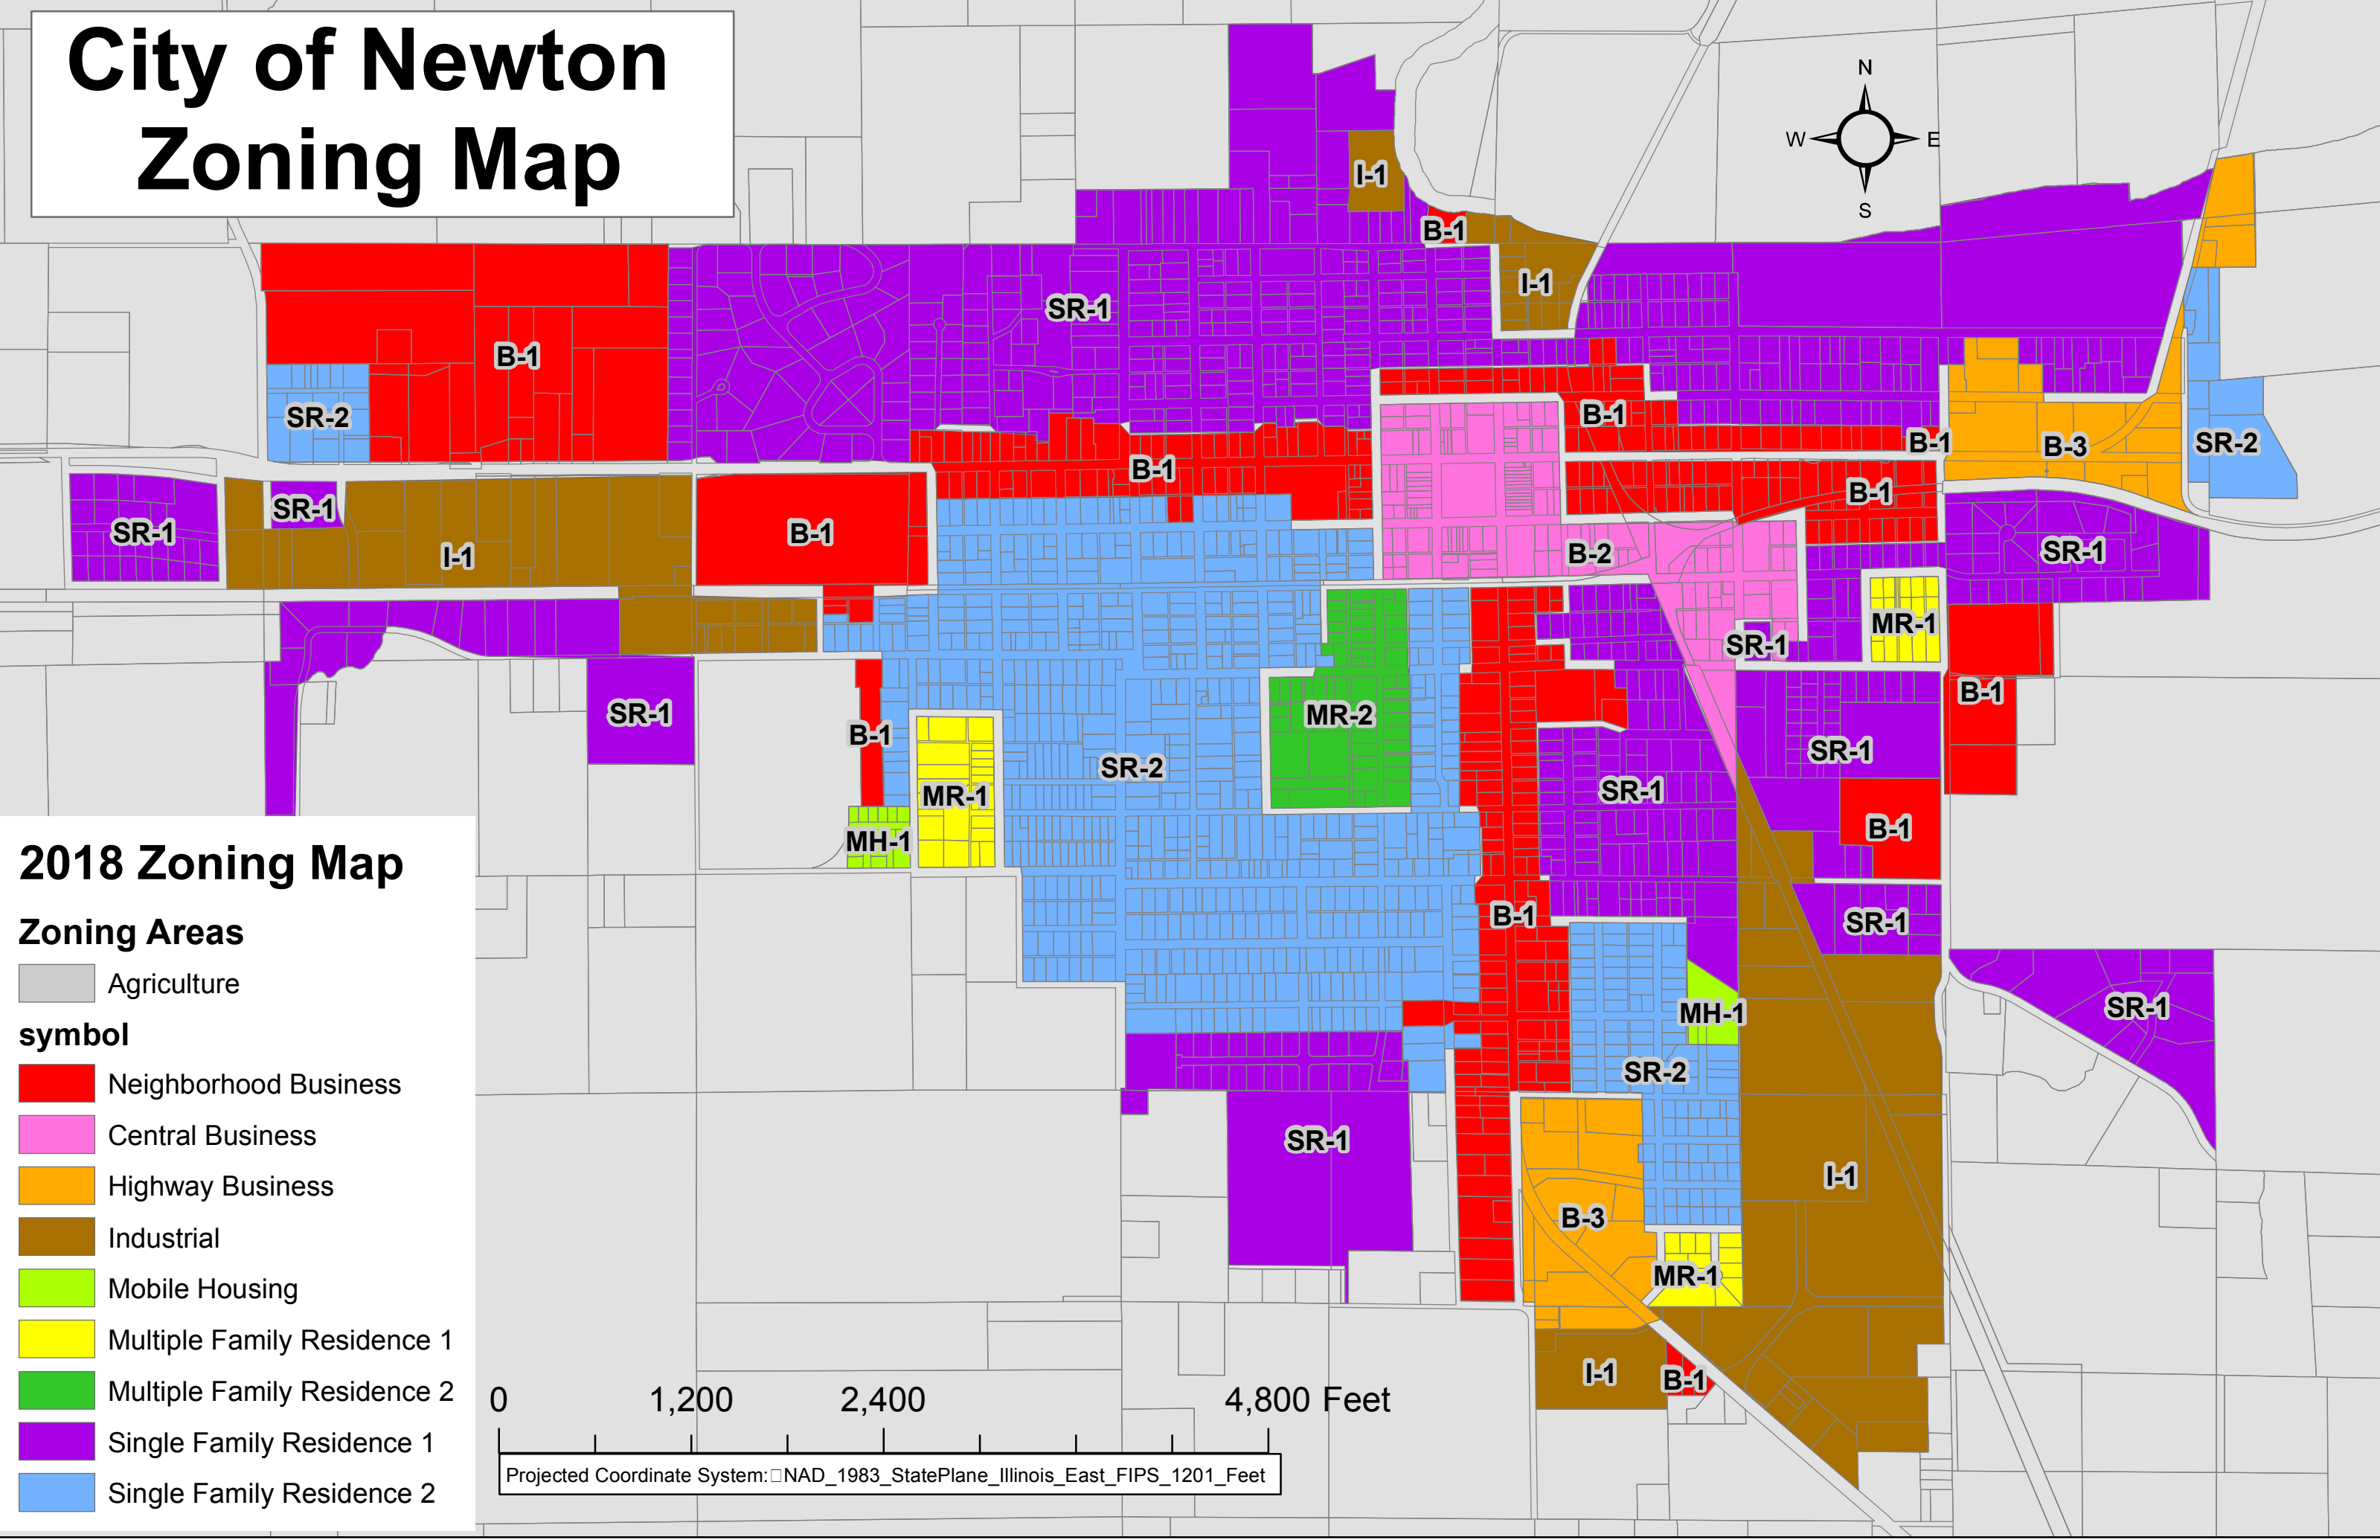 City of Newton
Zoning Map
N
W E
S
I-1
B-1
I-1
SR-1
B-1
SR-2
B-1
B-1
B-3
SR-2
B-1
B-1
SR-1
SR-1
I-1
B-1
B-2
SR-1
MR-1
SR-1
SR-1
B-1
MR-2
B-1
SR-2
SR-1
SR-1
MR-1
MH-1
B-1
B-1
SR-1
SR-1
MH-1
SR-2
SR-1
I-1
B-3
MR-1
I-1
B-1
2018 Zoning Map
Zoning Areas
Agriculture
symbol
Neighborhood Business
Central Business
Highway Business
Industrial
Mobile Housing
Multiple Family Residence 1
Multiple Family Residence 2
Single Family Residence 1
Single Family Residence 2
0 1,200 2,400 4,800 Feet
Projected Coordinate System:□NAD_1983_StatePlane_Illinois_East_FIPS_1201_Feet